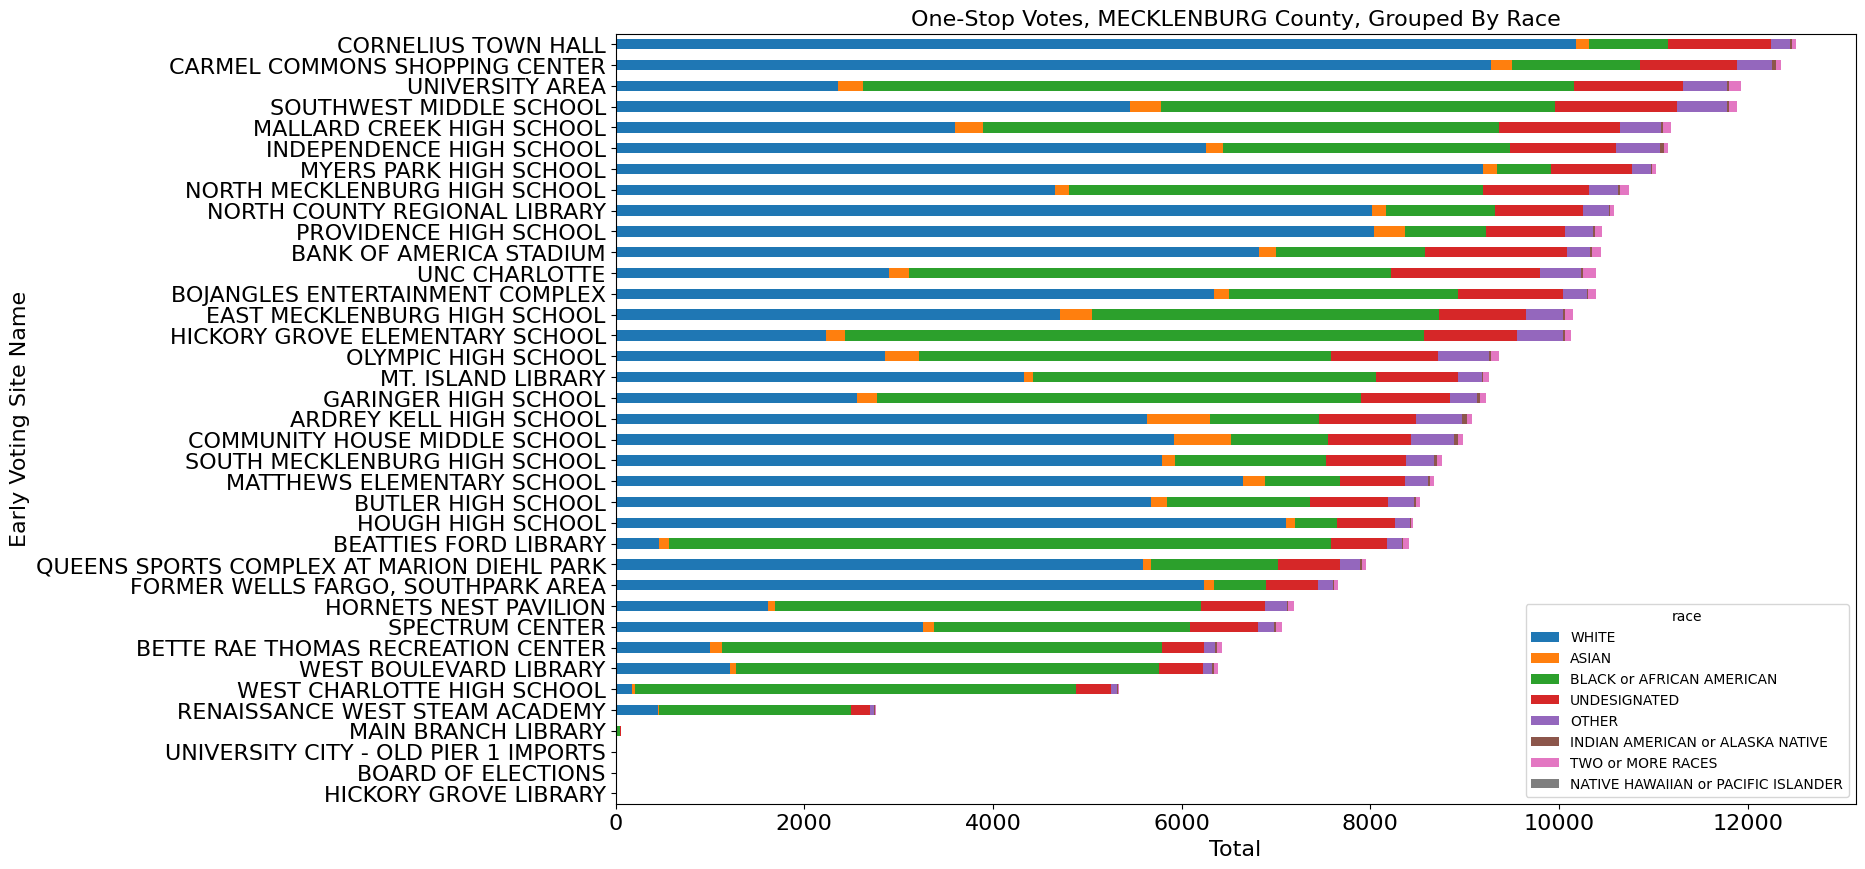 One-Stop Votes, MECKLENBURG County, Grouped By Race
Early Voting Site Name
CORNELIUS TOWN HALL
CARMEL COMMONS SHOPPING CENTER
UNIVERSITY AREA
SOUTHWEST MIDDLE SCHOOL
MALLARD CREEK HIGH SCHOOL
INDEPENDENCE HIGH SCHOOL
MYERS PARK HIGH SCHOOL
NORTH MECKLENBURG HIGH SCHOOL
NORTH COUNTY REGIONAL LIBRARY
PROVIDENCE HIGH SCHOOL
BANK OF AMERICA STADIUM
UNC CHARLOTTE
BOJANGLES ENTERTAINMENT COMPLEX
EAST MECKLENBURG HIGH SCHOOL
HICKORY GROVE ELEMENTARY SCHOOL
OLYMPIC HIGH SCHOOL
MT. ISLAND LIBRARY
GARINGER HIGH SCHOOL
ARDREY KELL HIGH SCHOOL
COMMUNITY HOUSE MIDDLE SCHOOL
SOUTH MECKLENBURG HIGH SCHOOL
MATTHEWS ELEMENTARY SCHOOL
BUTLER HIGH SCHOOL
HOUGH HIGH SCHOOL
BEATTIES FORD LIBRARY
QUEENS SPORTS COMPLEX AT MARION DIEHL PARK
FORMER WELLS FARGO, SOUTHPARK AREA
HORNETS NEST PAVILION
SPECTRUM CENTER
BETTE RAE THOMAS RECREATION CENTER
WEST BOULEVARD LIBRARY
WEST CHARLOTTE HIGH SCHOOL
RENAISSANCE WEST STEAM ACADEMY
MAIN BRANCH LIBRARY
UNIVERSITY CITY - OLD PIER 1 IMPORTS
BOARD OF ELECTIONS
HICKORY GROVE LIBRARY
race
WHITE
ASIAN
BLACK or AFRICAN AMERICAN
UNDESIGNATED
OTHER
INDIAN AMERICAN or ALASKA NATIVE
TWO or MORE RACES
NATIVE HAWAIIAN or PACIFIC ISLANDER
0 2000 4000 6000 8000 10000 12000
Total